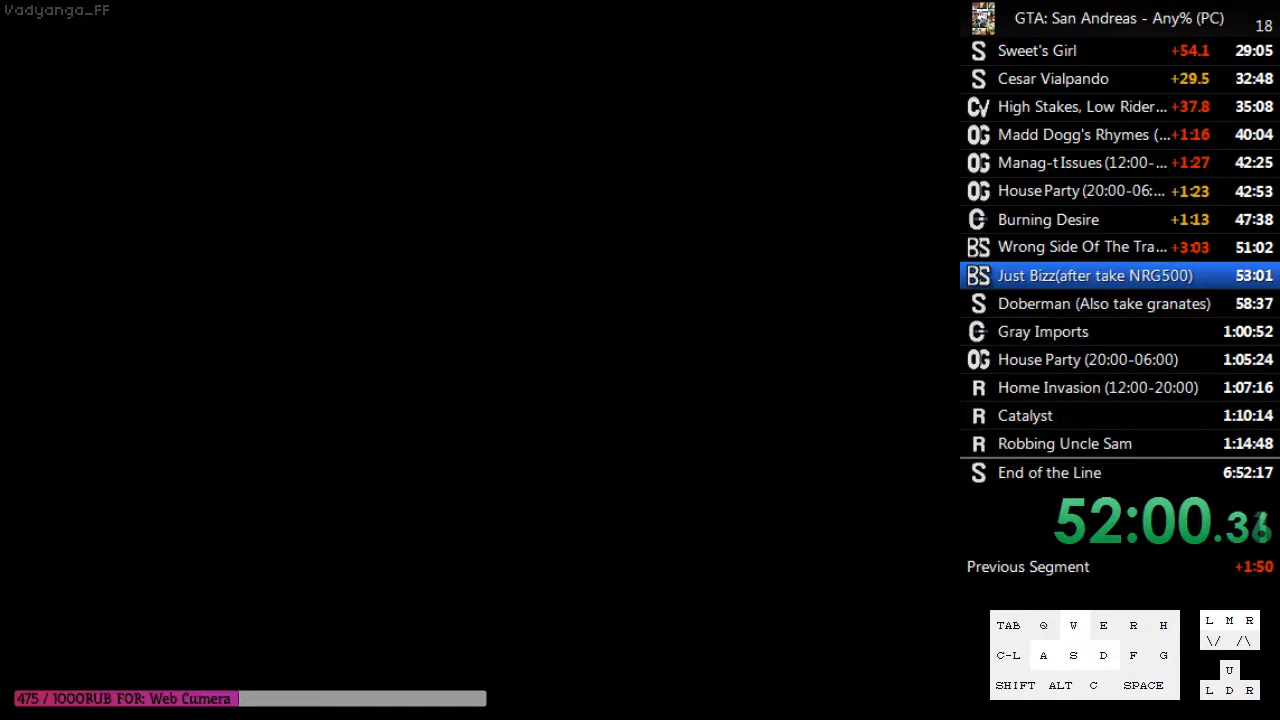 Vadyanga_FF
GTA: San Andreas - Any% (PC)
18
S Sweet's Girl +54.1 29:05
S Cesar Vialpando +29.5 32:48
CV High Stakes, Low Rider... +37.8 35:08
OG Madd Dogg's Rhymes (... +1:16 40:04
OG Manag-t Issues (12:00-... +1:27 42:25
OG House Party (20:00-06:... +1:23 42:53
C Burning Desire +1:13 47:38
BS Wrong Side Of The Tra... +3:03 51:02
BS Just Bizz(after take NRG500) 53:01
S Doberman (Also take granates) 58:37
C Gray Imports 1:00:52
OG House Party (20:00-06:00) 1:05:24
R Home Invasion (12:00-20:00) 1:07:16
R Catalyst 1:10:14
R Robbing Uncle Sam 1:14:48
S End of the Line 6:52:17
52:00.36
Previous Segment +1:50
TAB Q W E R H
L M R
C-L A S D F G
\/ /\
SHIFT ALT C SPACE
U
L D R
475 / 1000RUB FOR: Web Cumera